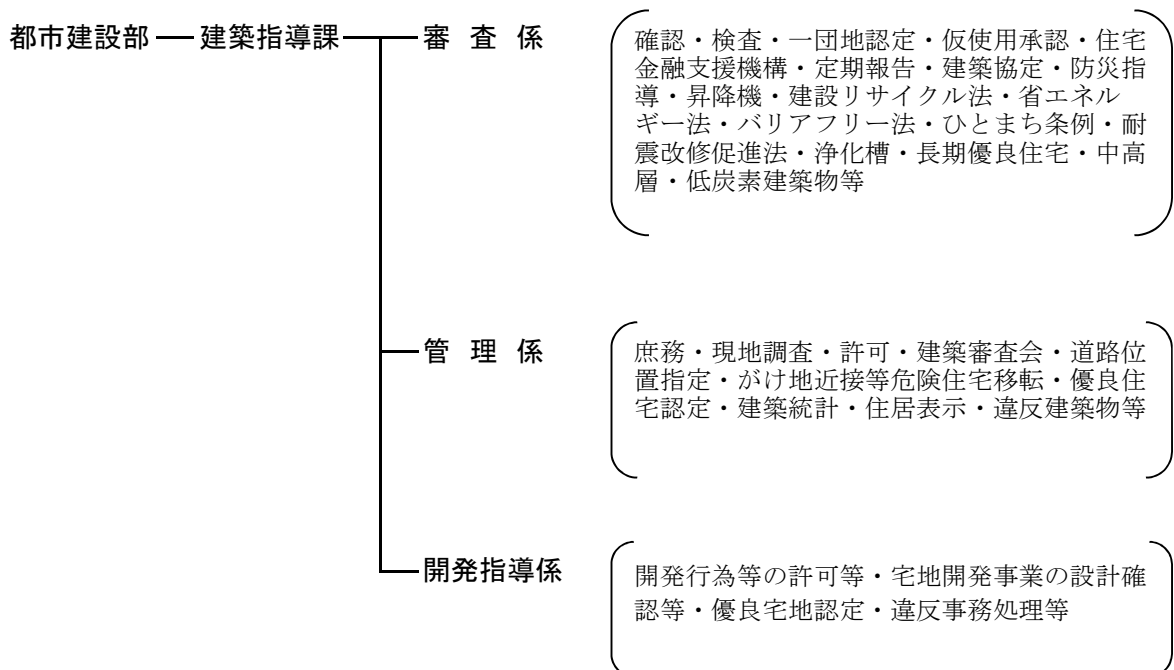 都市建設部 建築指導課 審査係
確認・検査・一団地認定・仮使用承認・住宅
金融支援機構・定期報告・建築協定・防災指
導・昇降機・建設リサイクル法・省エネル
ギー法・バリアフリー法・ひとまち条例・耐
震改修促進法・浄化槽・長期優良住宅・中高
層・低炭素建築物等
管理係
庶務・現地調査・許可・建築審査会・道路位
置指定・がけ地近接等危険住宅移転・優良住
宅認定・建築統計・住居表示・違反建築物等
開発指導係
開発行為等の許可等・宅地開発事業の設計確
認等・優良宅地認定・違反事務処理等